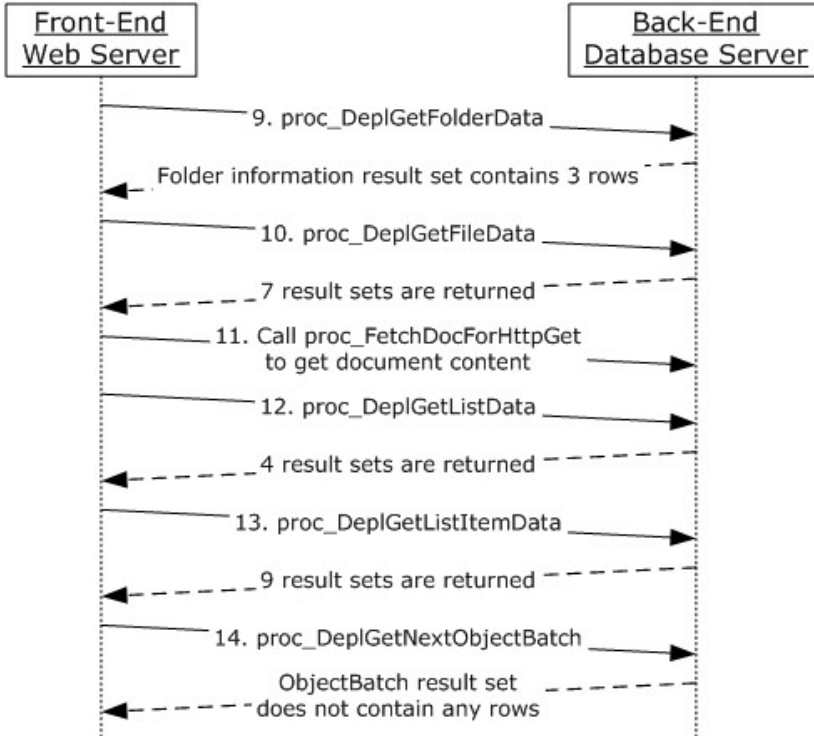 Front-End
Web Server
Back-End
Database Server
9. proc_DeplGetFolderData
Folder information result set contains 3 rows
10. proc_DeplGetFileData
7 result sets are returned
11. Call proc_FetchDocForHttpGet
to get document content
12. proc_DeplGetListData
4 result sets are returned
13. proc_DeplGetListItemData
9 result sets are returned
14. proc_DeplGetNextObjectBatch
ObjectBatch result set
does not contain any rows